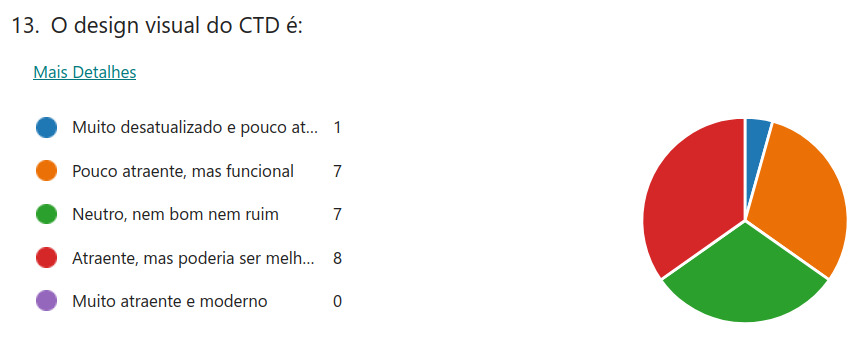 13. O design visual do CTD é:
Mais Detalhes
Muito desatualizado e pouco at... 1
Pouco atraente, mas funcional 7
Neutro, nem bom nem ruim 7
Atraente, mas poderia ser melh... 8
Muito atraente e moderno 0